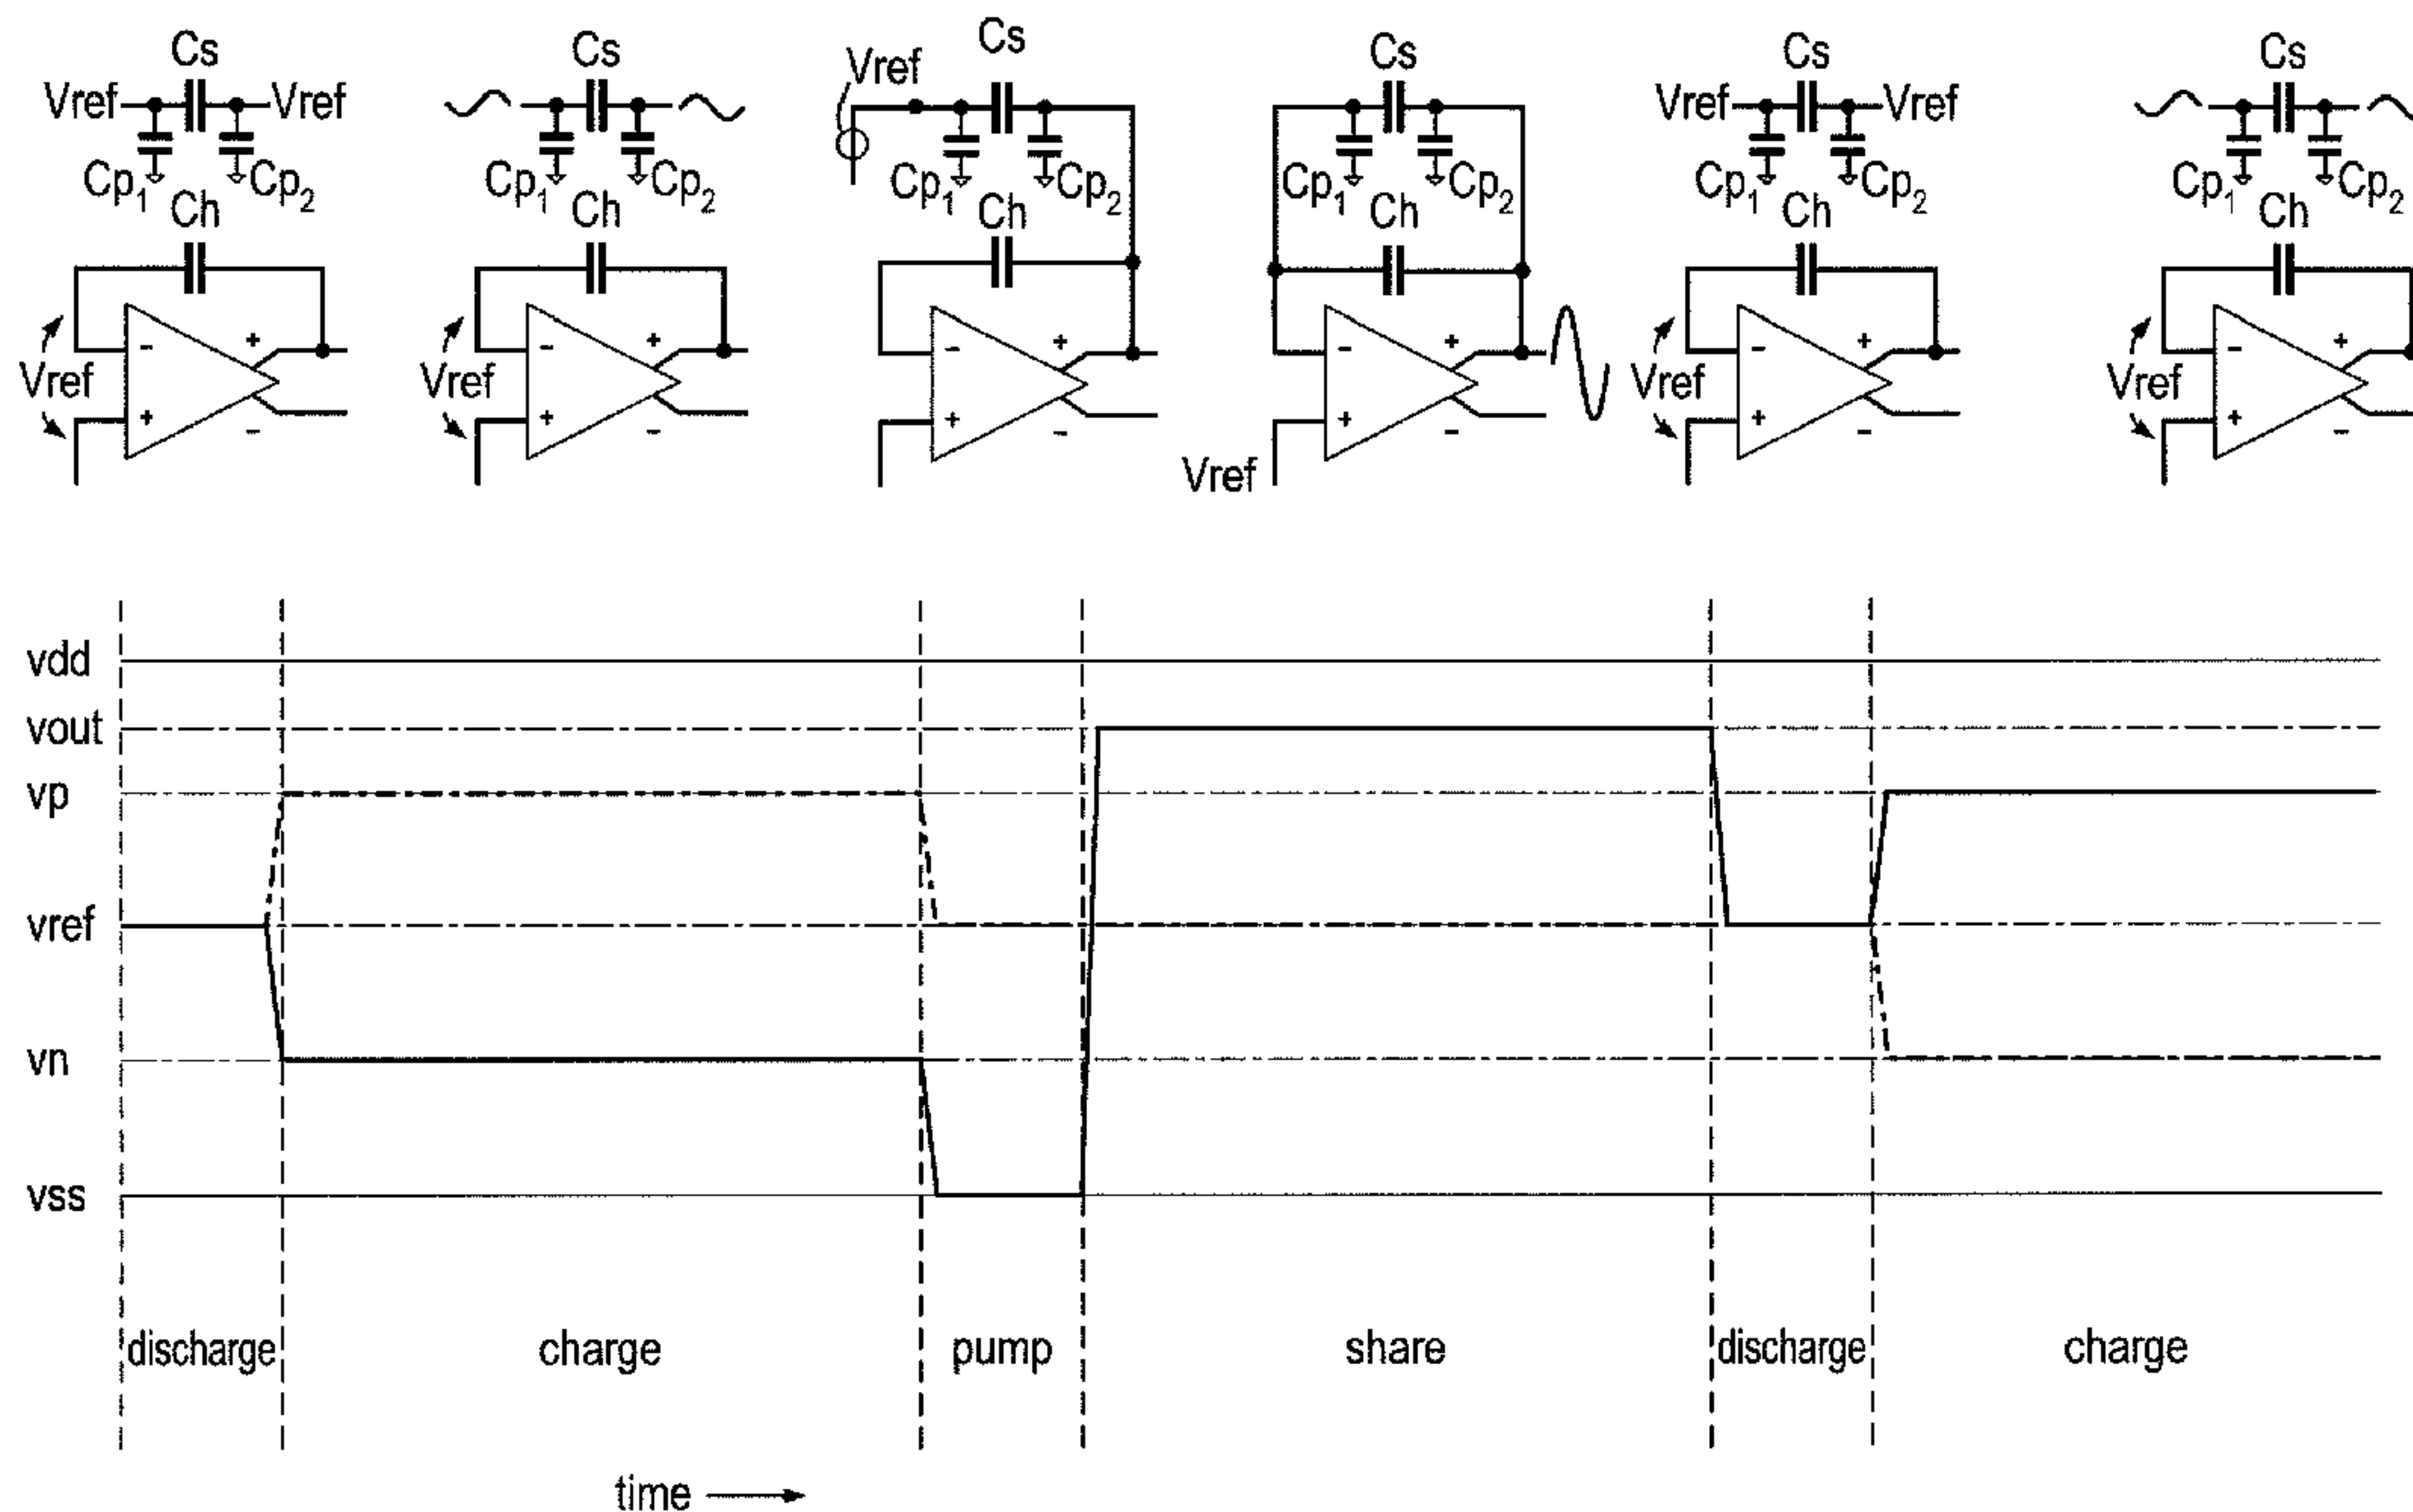 Cs
Vref Vref
Cp1 Cp2
Ch
Vref
- +
+ -
Cs
Cp1 Cp2
Ch
Vref
- +
+ -
Cs
Vref
Cp1 Cp2
Ch
- +
+ -
Cs
Cp1 Cp2
Ch
- +
+ -
Vref
Cs
Vref Vref
Cp1 Cp2
Ch
Vref
- +
+ -
Cs
Cp1 Cp2
Ch
Vref
- +
+ -
vdd
vout
vp
vref
vn
vss
discharge charge pump share discharge charge
time